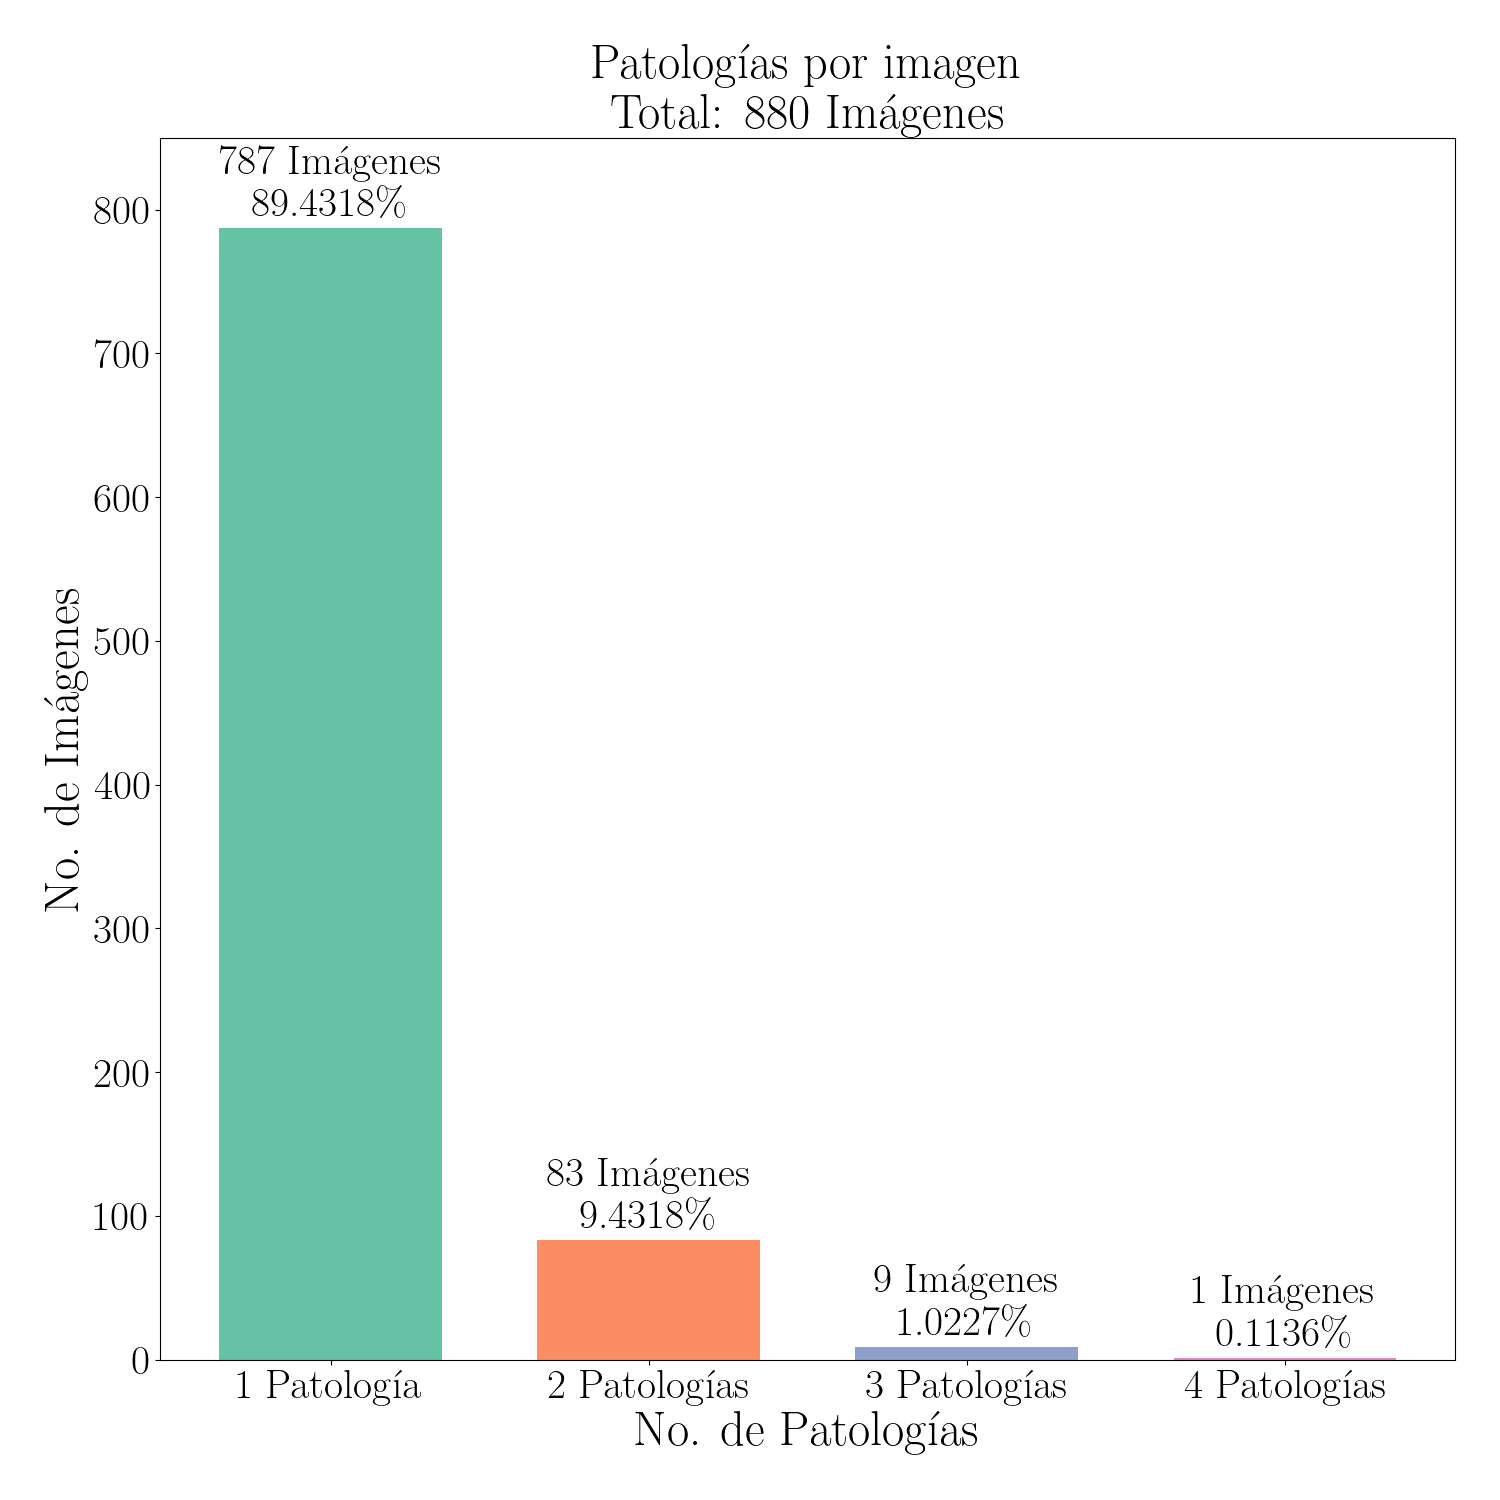 Patologías por imagen
Total: 880 Imágenes
787 Imágenes
89.4318%
83 Imágenes
9.4318%
9 Imágenes
1.0227%
1 Imágenes
0.1136%
No. de Imágenes
800
700
600
500
400
300
200
100
0
1 Patología
2 Patologías
3 Patologías
4 Patologías
No. de Patologías